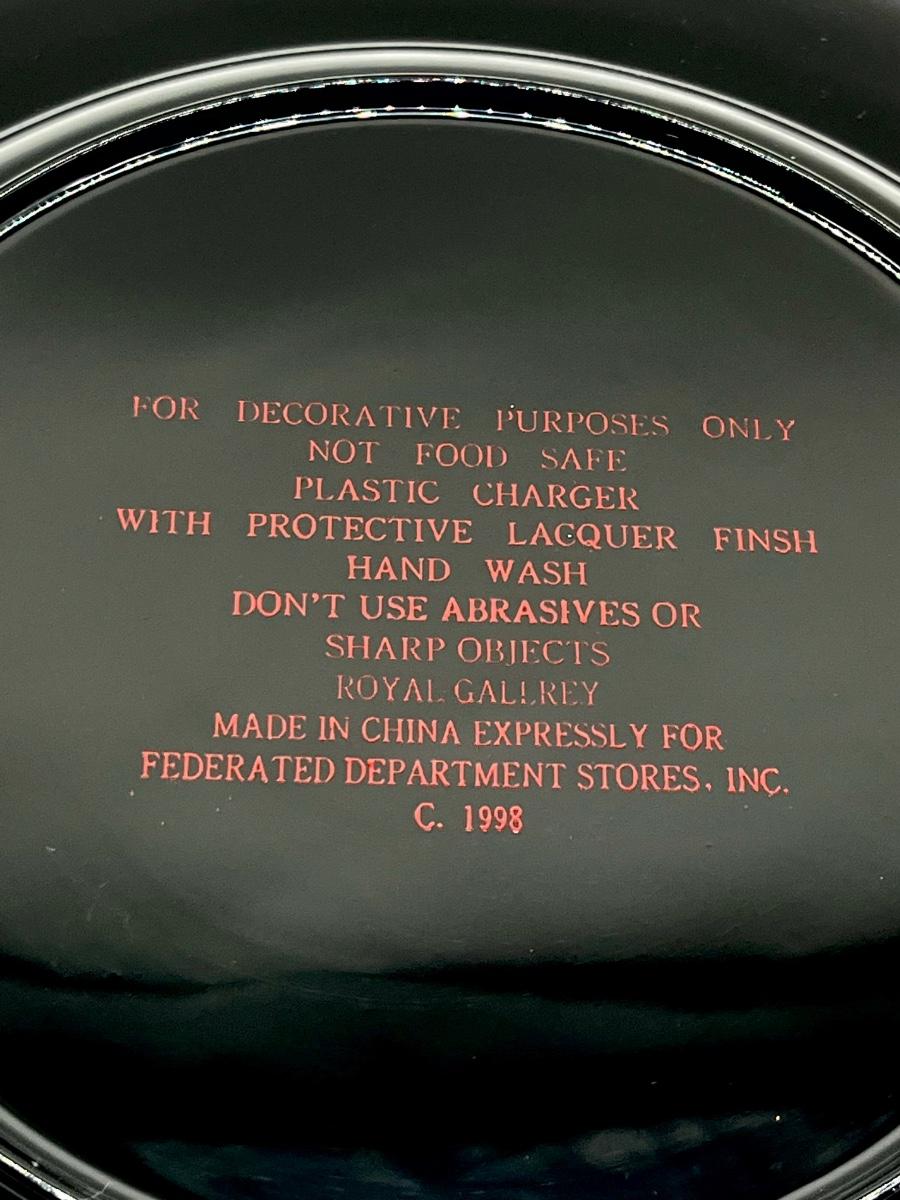 FOR DECORATIVE PURPOSES ONLY
NOT FOOD SAFE
PLASTIC CHARGER
WITH PROTECTIVE LACQUER FINSH
HAND WASH
DON'T USE ABRASIVES OR
SHARP OBJECTS
ROYAL GALLREY
MADE IN CHINA EXPRESSLY FOR
FEDERATED DEPARTMENT STORES, INC.
C. 1998